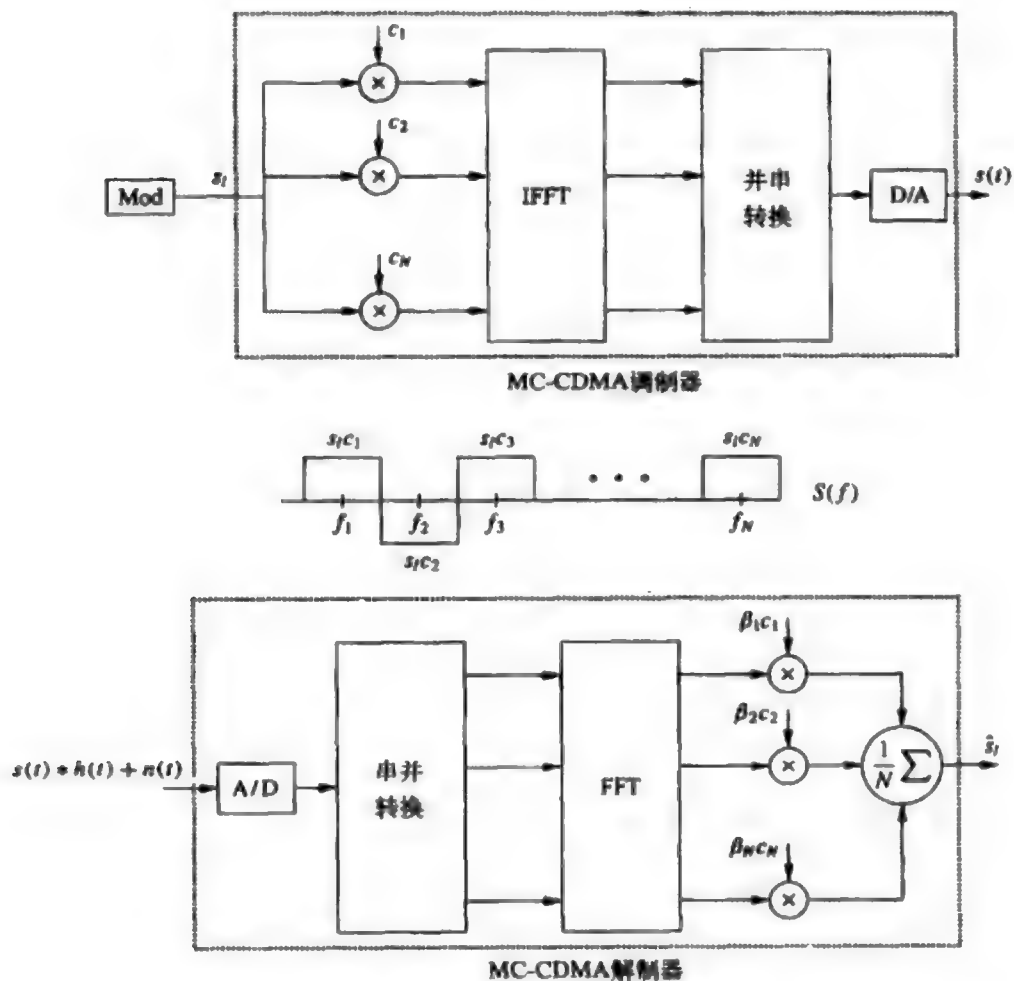 c₁
c₂
c_N
Mod
s_l
IFFT
并串
转换
D/A
s(t)
MC-CDMA调制器
s_lc₁
s_lc₃
s_lc_N
• • •
S(f)
f₁
f₂
f₃
f_N
s_lc₂
s(t) * h(t) + n(t)
A/D
串并
转换
FFT
β₁c₁
β₂c₂
β_Nc_N
1/N ∑
ŝ_l
MC-CDMA解制器